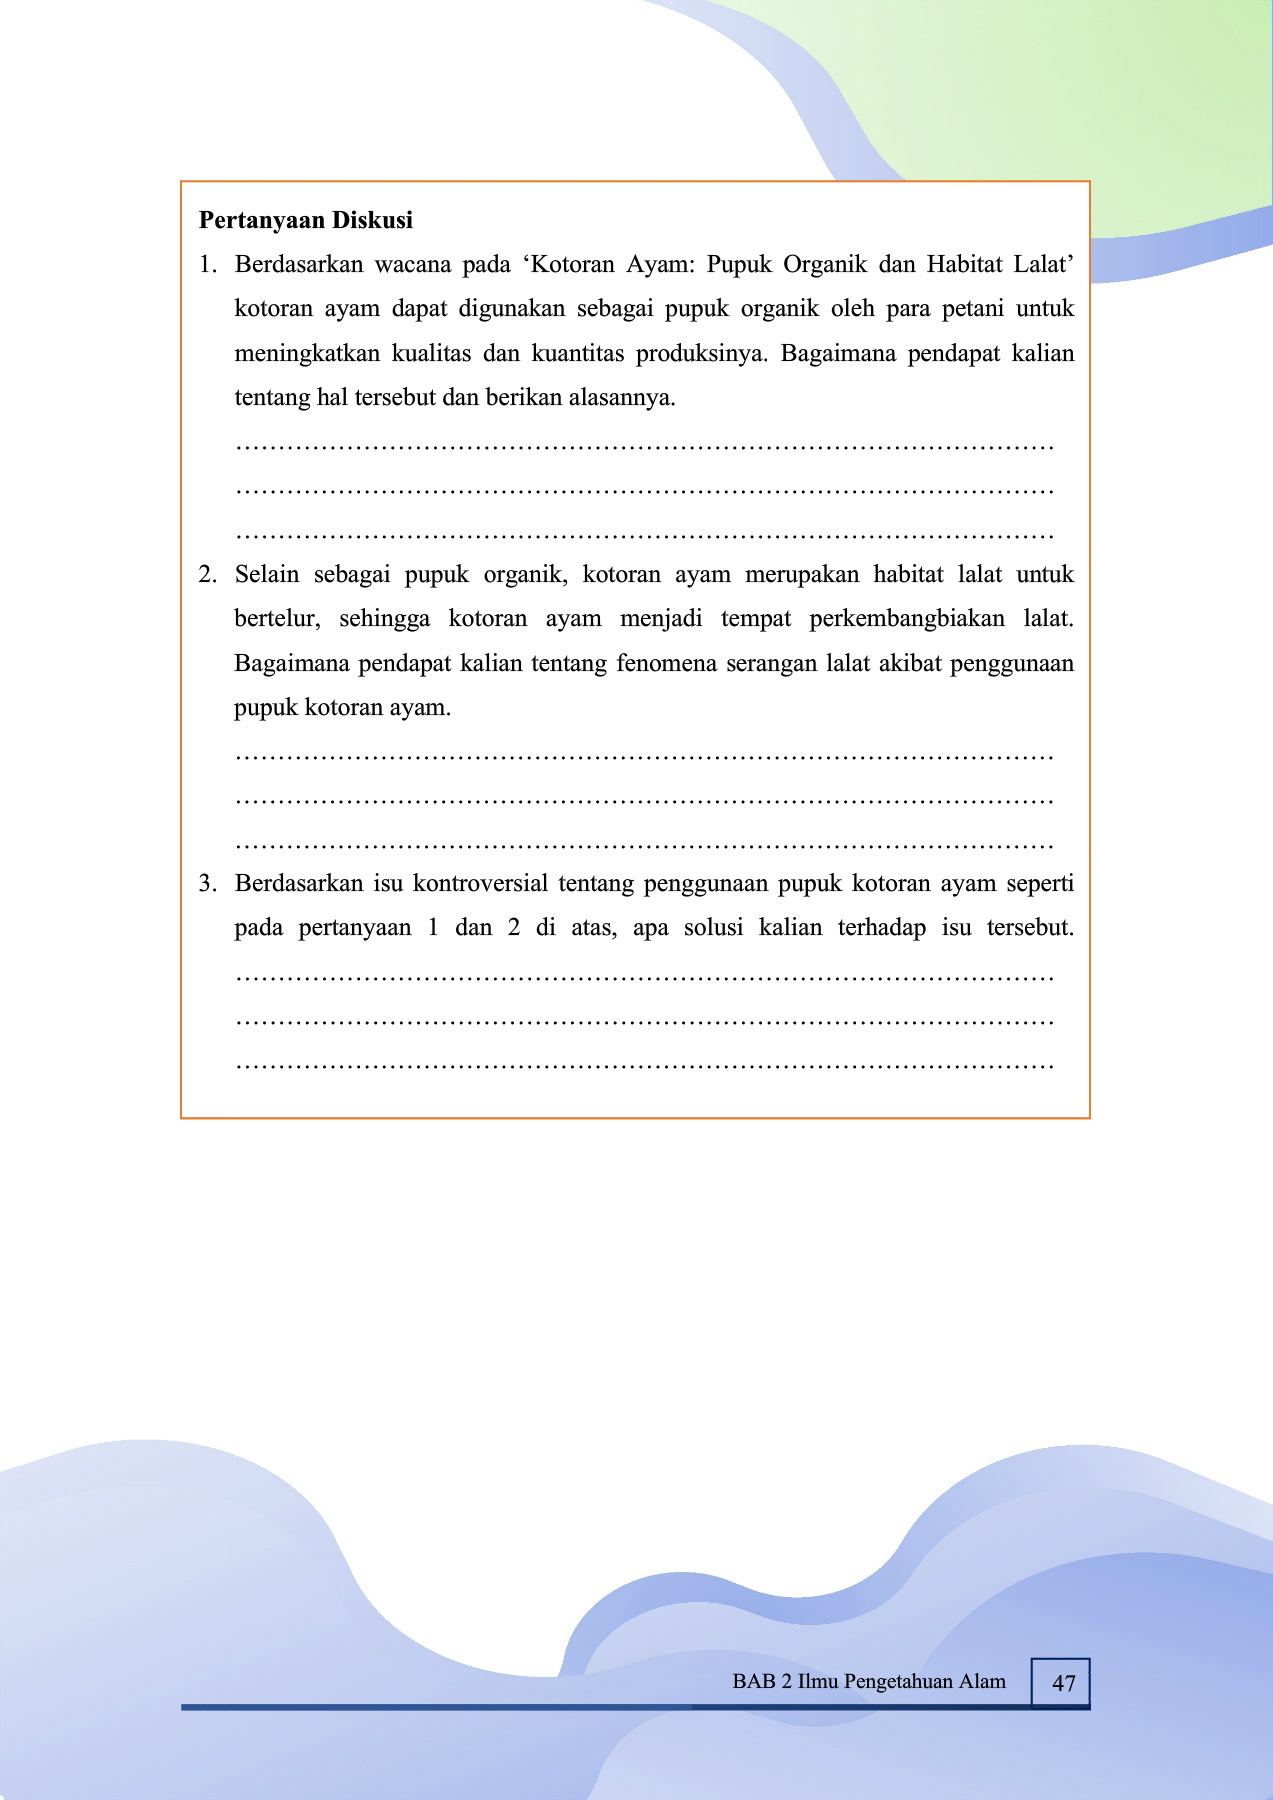 Pertanyaan Diskusi
1. Berdasarkan wacana pada ‘Kotoran Ayam: Pupuk Organik dan Habitat Lalat’
kotoran ayam dapat digunakan sebagai pupuk organik oleh para petani untuk
meningkatkan kualitas dan kuantitas produksinya. Bagaimana pendapat kalian
tentang hal tersebut dan berikan alasannya.
……………………………………………………………………………………
……………………………………………………………………………………
……………………………………………………………………………………
2. Selain sebagai pupuk organik, kotoran ayam merupakan habitat lalat untuk
bertelur, sehingga kotoran ayam menjadi tempat perkembangbiakan lalat.
Bagaimana pendapat kalian tentang fenomena serangan lalat akibat penggunaan
pupuk kotoran ayam.
……………………………………………………………………………………
……………………………………………………………………………………
……………………………………………………………………………………
3. Berdasarkan isu kontroversial tentang penggunaan pupuk kotoran ayam seperti
pada pertanyaan 1 dan 2 di atas, apa solusi kalian terhadap isu tersebut.
……………………………………………………………………………………
……………………………………………………………………………………
……………………………………………………………………………………
BAB 2 Ilmu Pengetahuan Alam 47